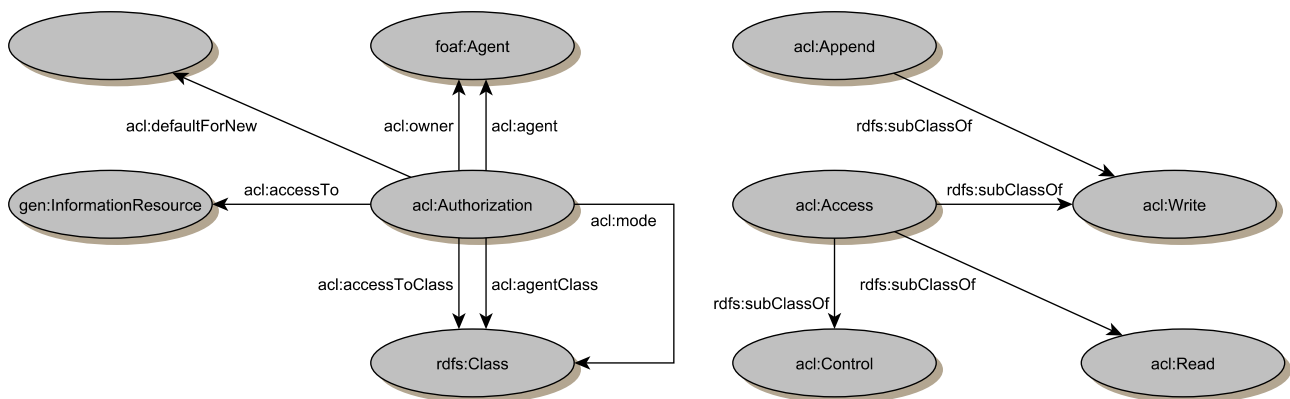 foaf:Agent
acl:Append
acl:defaultForNew
acl:owner
acl:agent
rdfs:subClassOf
gen:InformationResource
acl:accessTo
acl:Authorization
acl:mode
acl:Access
rdfs:subClassOf
acl:Write
acl:accessToClass
acl:agentClass
rdfs:subClassOf
rdfs:subClassOf
rdfs:Class
acl:Control
acl:Read